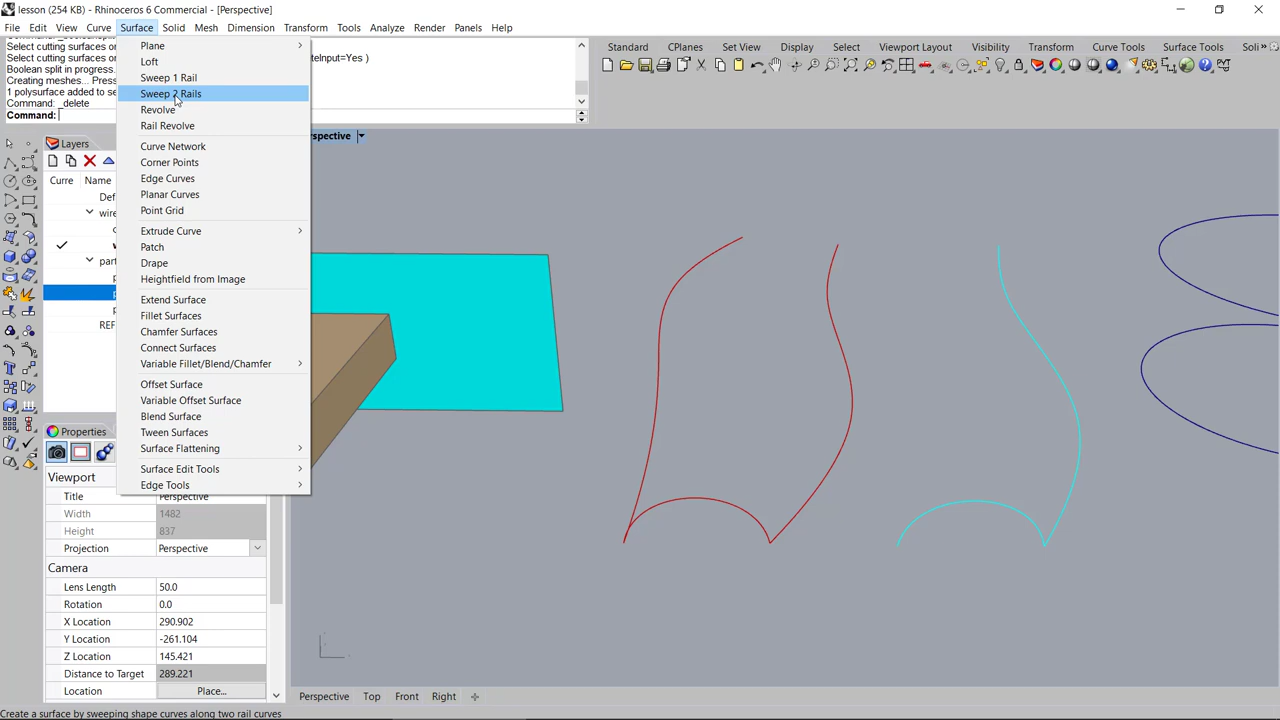 lesson (254 KB) - Rhinoceros 6 Commercial - [Perspective]
File Edit View Curve Surface Solid Mesh Dimension Transform Tools Analyze Render Panels Help
Select cutting surfaces o
Select cutting surfaces o teInput=Yes )
Boolean split in progress.
Creating meshes... Press
1 polysurface added to se
Command: _delete
Command:
Standard CPlanes Set View Display Select Viewport Layout Visibility Transform Curve Tools Surface Tools Soli »
Plane
Loft
Sweep 1 Rail
Sweep 2 Rails
Revolve
Rail Revolve
Curve Network
Corner Points
Edge Curves
Planar Curves
Point Grid
Extrude Curve
Patch
Drape
Heightfield from Image
Extend Surface
Fillet Surfaces
Chamfer Surfaces
Connect Surfaces
Variable Fillet/Blend/Chamfer
Offset Surface
Variable Offset Surface
Blend Surface
Tween Surfaces
Surface Flattening
Surface Edit Tools
Edge Tools
spective
Layers
Curre Name
Def
wire
part
REF
Properties
Viewport
Title Perspective
Width 1482
Height 837
Projection Perspective
Camera
Lens Length 50.0
Rotation 0.0
X Location 290.902
Y Location -261.104
Z Location 145.421
Distance to Target 289.221
Location Place...
Perspective Top Front Right
Create a surface by sweeping shape curves along two rail curves